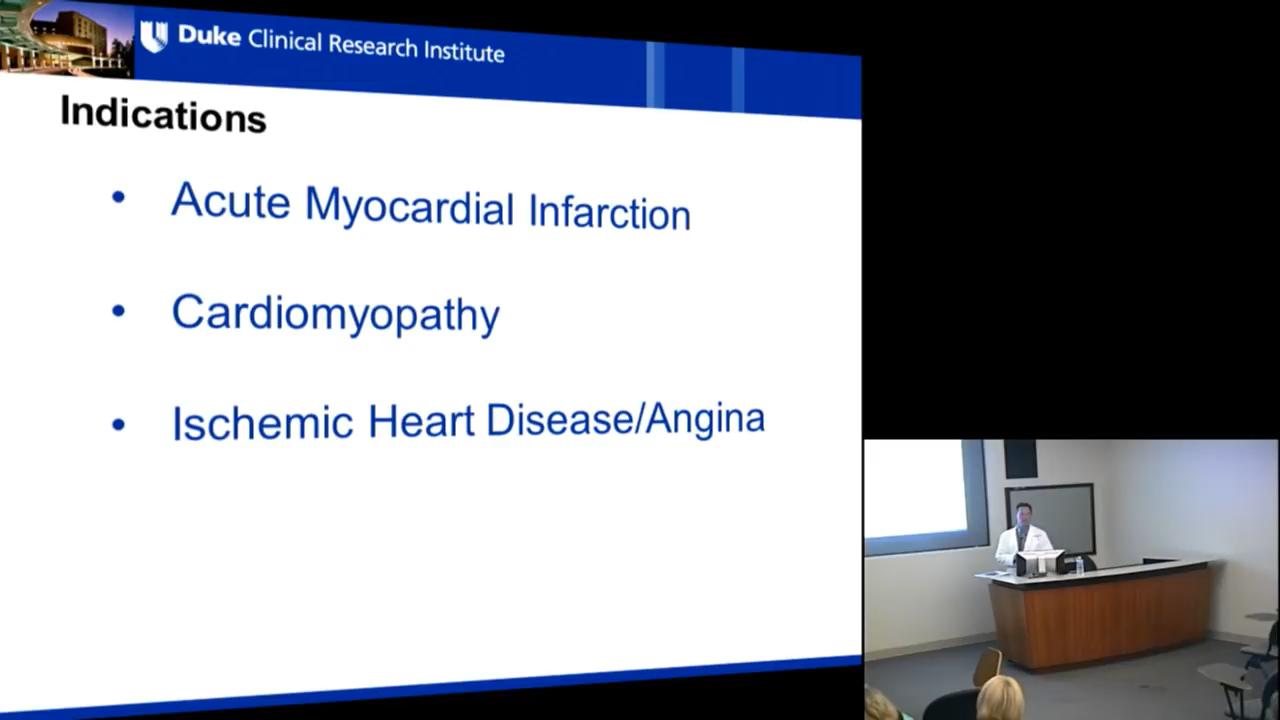 Duke Clinical Research Institute
Indications
• Acute Myocardial Infarction
• Cardiomyopathy
• Ischemic Heart Disease/Angina